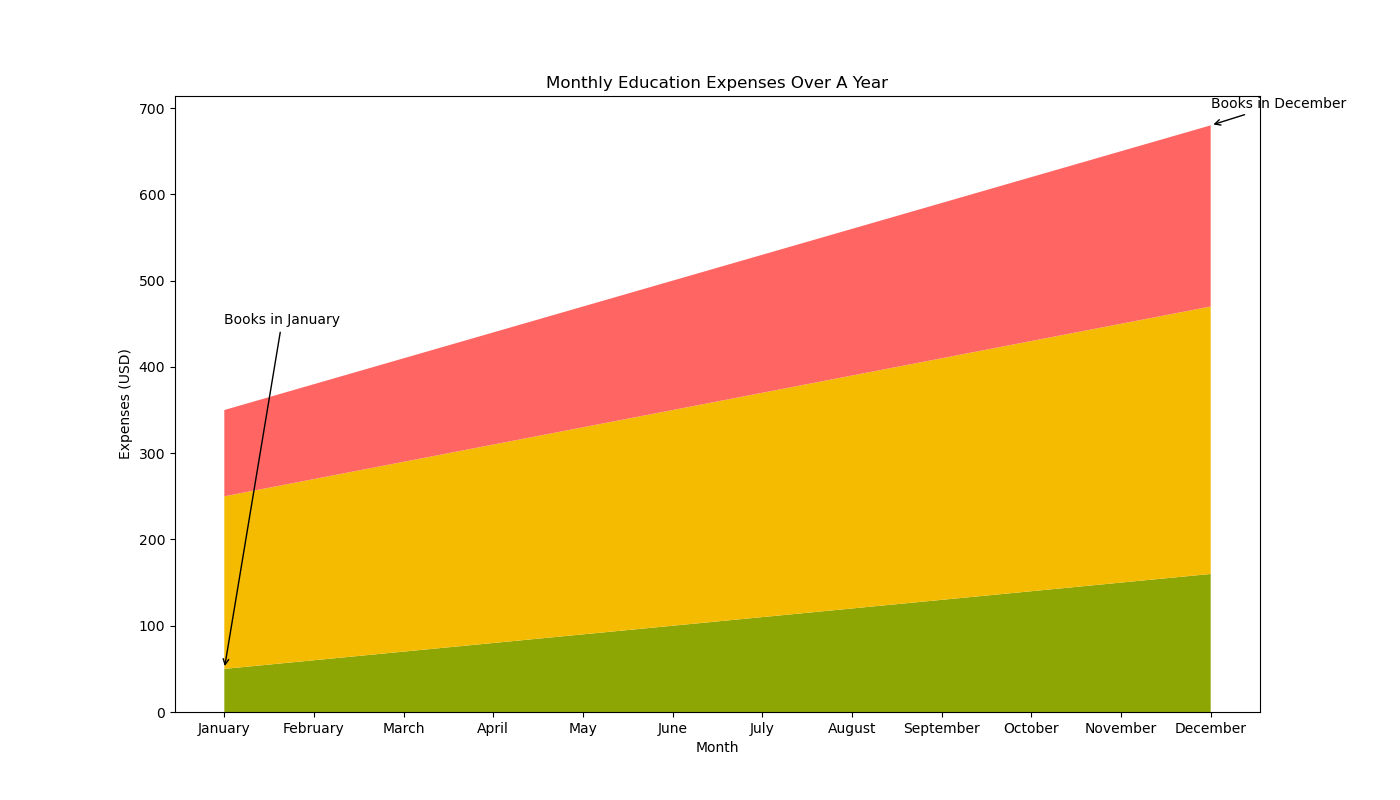 Monthly Education Expenses Over A Year
Books in December
Books in January
Expenses (USD)
700
600
500
400
300
200
100
0
January February March April May June July August September October November December
Month